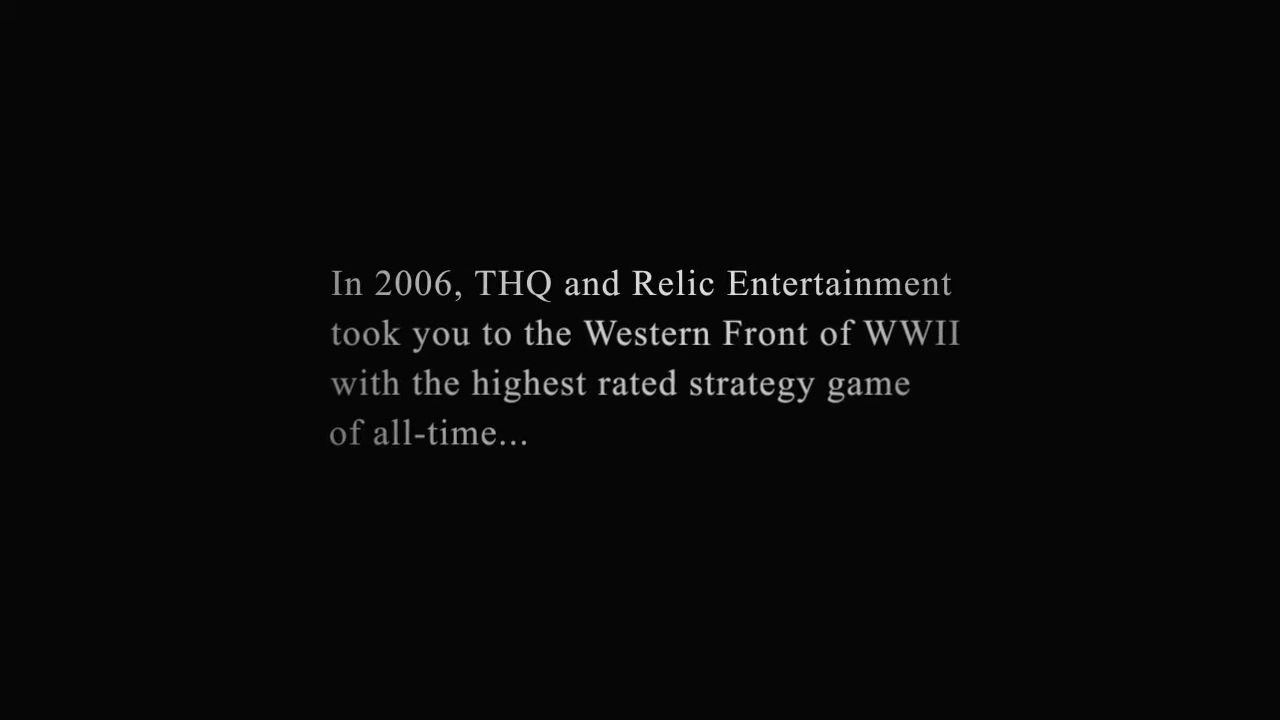 In 2006, THQ and Relic Entertainment
took you to the Western Front of WWII
with the highest rated strategy game
of all-time...